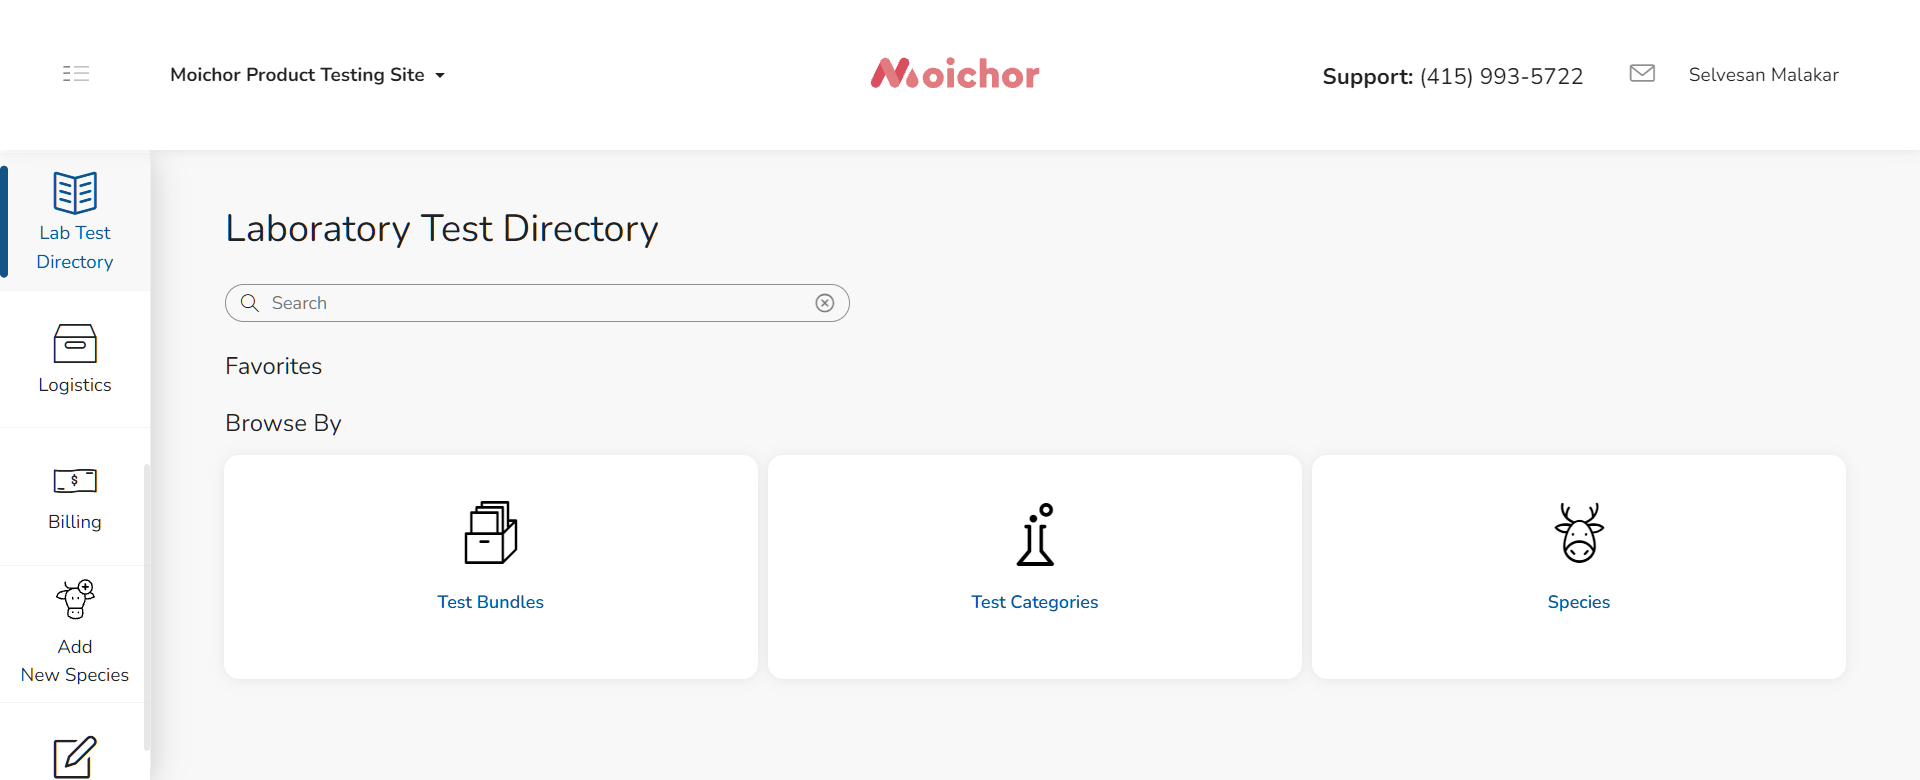 Moichor Product Testing Site
Moichor
Support: (415) 993-5722
Selvesan Malakar
Lab Test
Directory
Logistics
$
Billing
Add
New Species
Laboratory Test Directory
Search
Favorites
Browse By
Test Bundles
Test Categories
Species